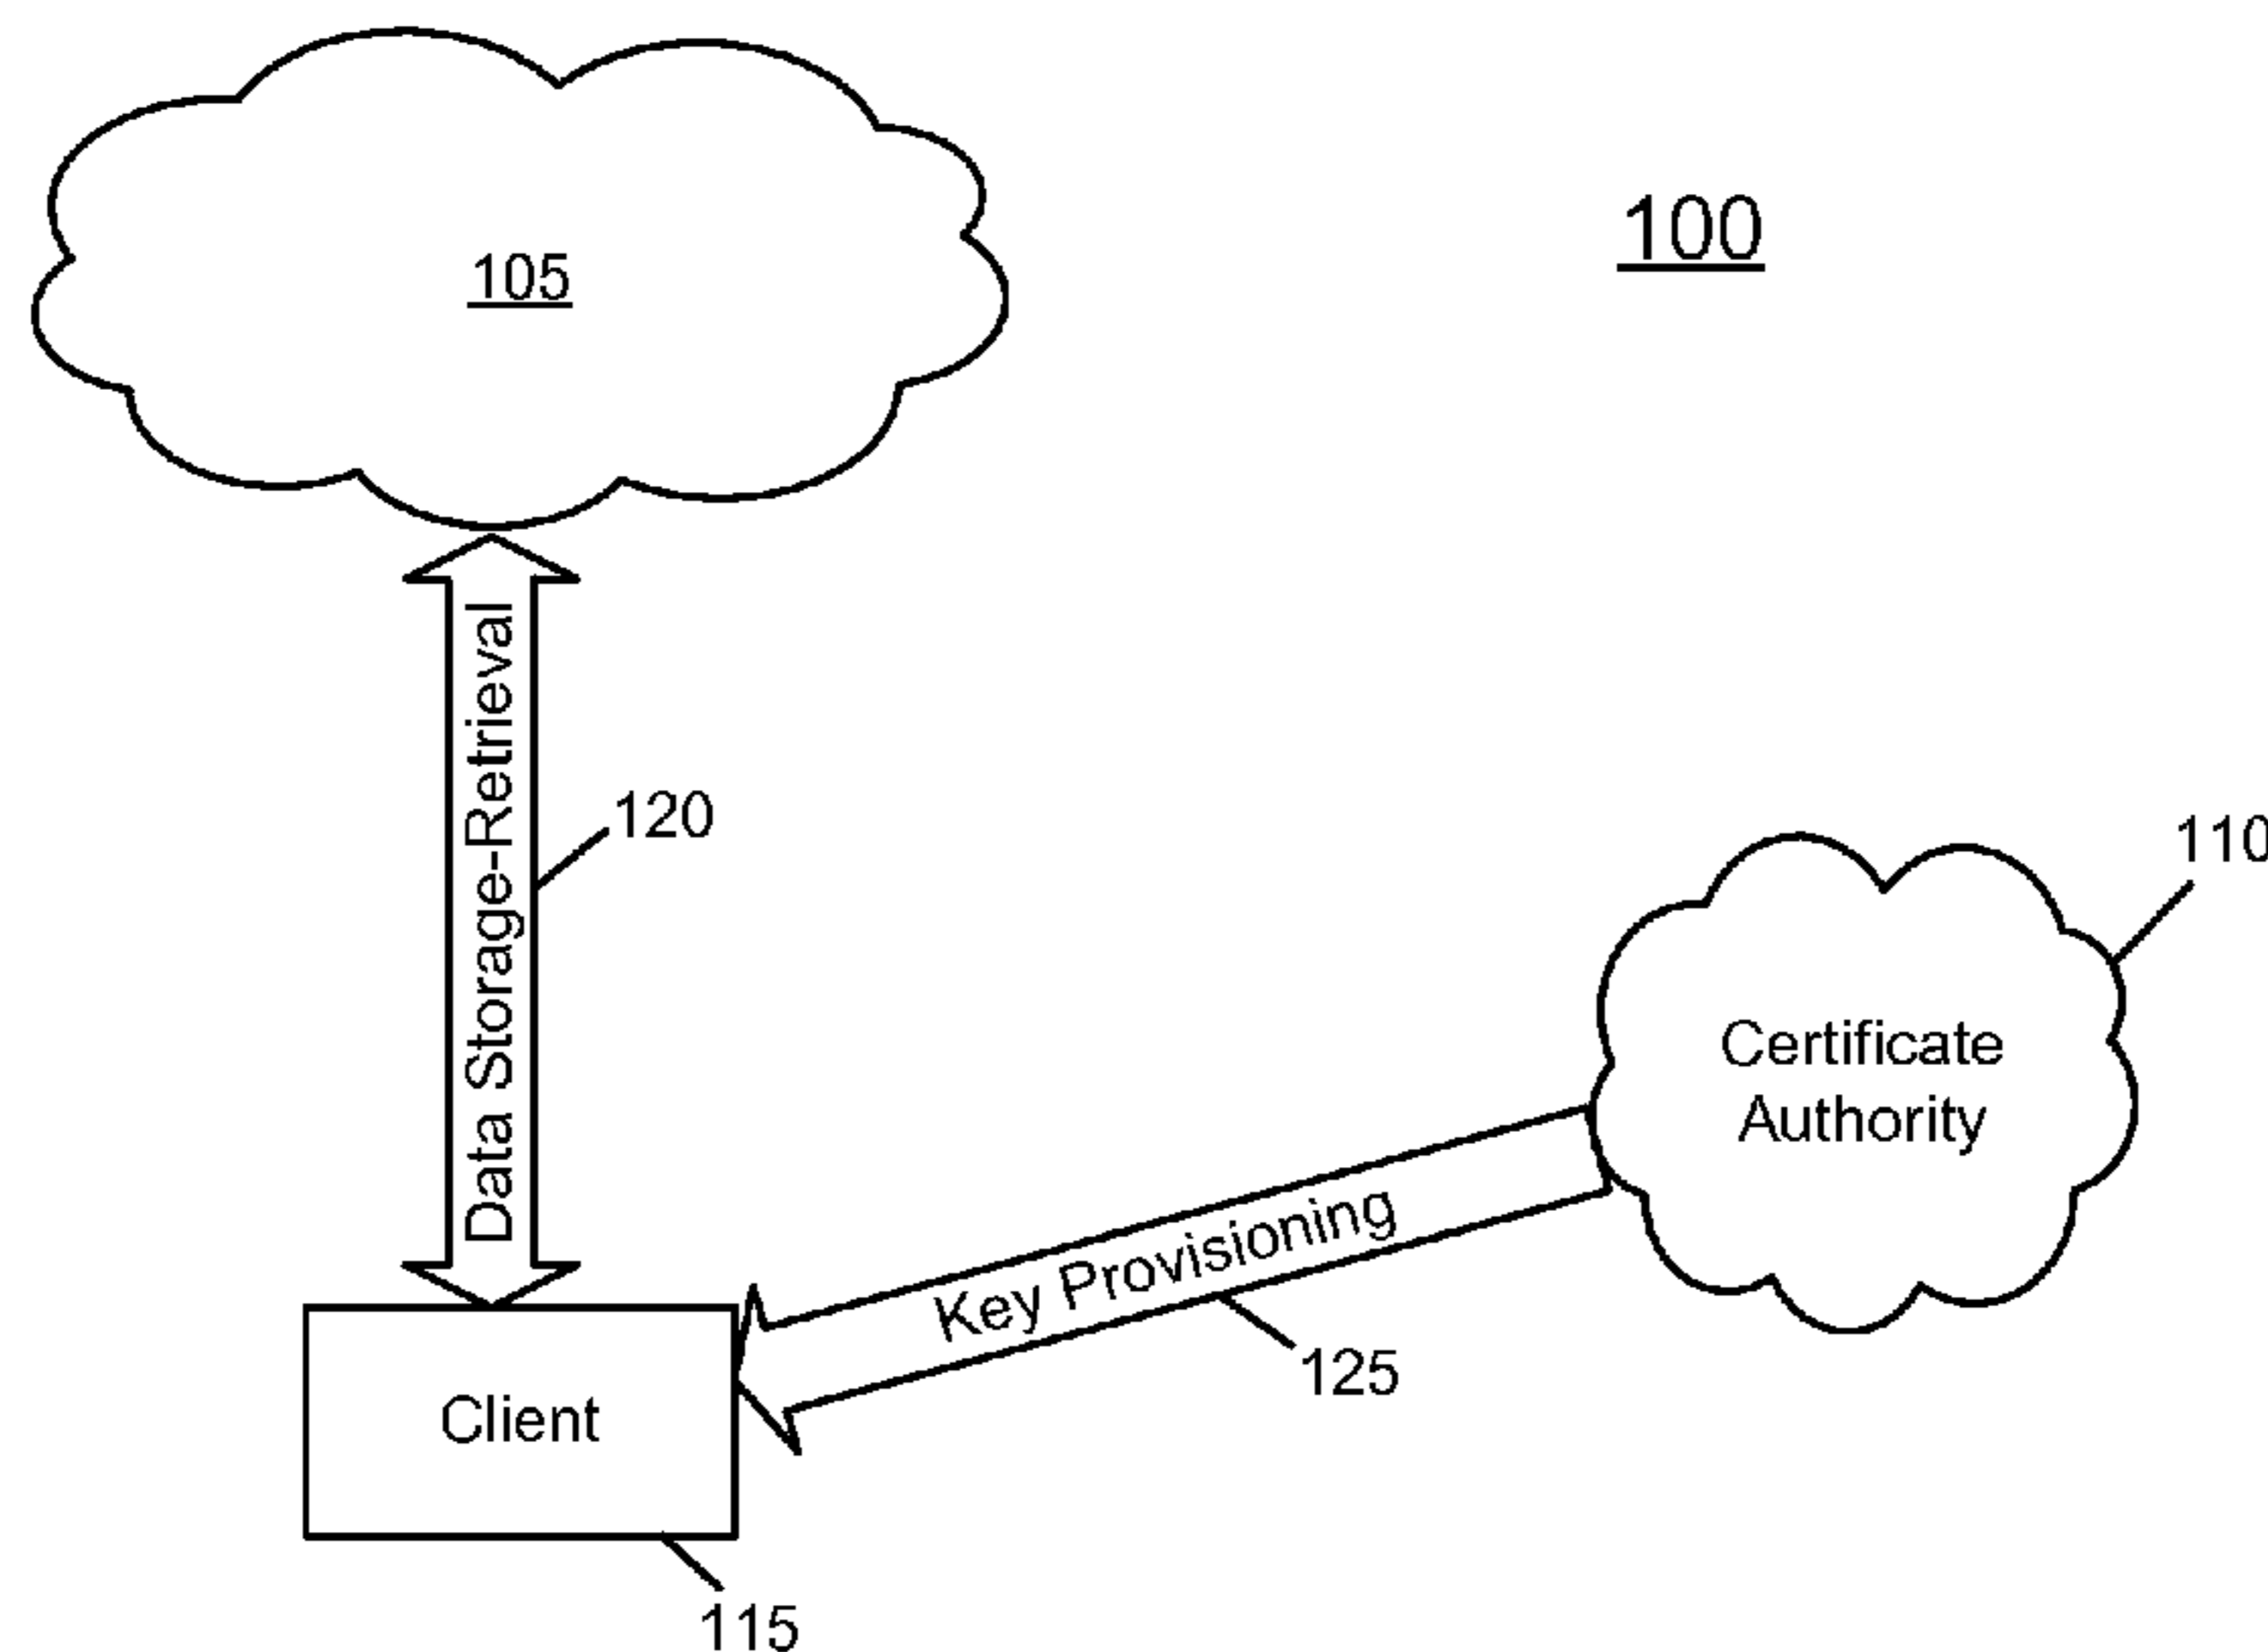 100
105
Data Storage-Retrieval
120
110
Certificate
Authority
Key Provisioning
125
Client
115